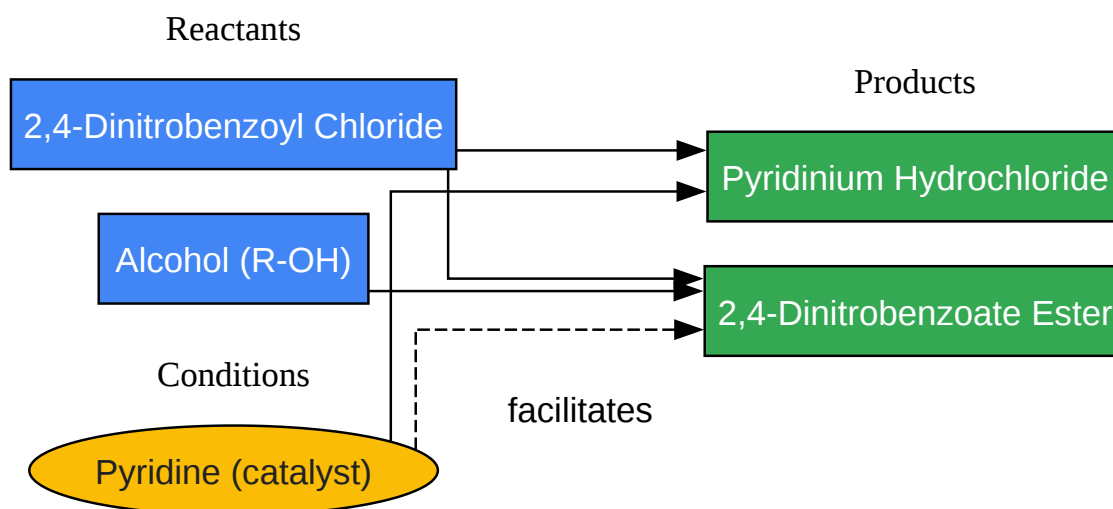 Reactants
2,4-Dinitrobenzoyl Chloride
Alcohol (R-OH)
Conditions
Pyridine (catalyst)
facilitates
Products
Pyridinium Hydrochloride
2,4-Dinitrobenzoate Ester